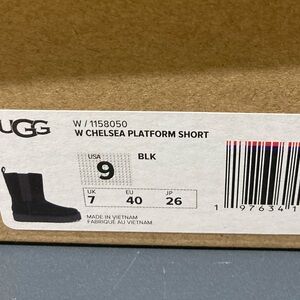 UGG
W / 1158050
W CHELSEA PLATFORM SHORT
USA
9
BLK
UK EU JP
7 40 26
MADE IN VIETNAM
FABRIQUÉ AU VIETNAM
1 97634 1